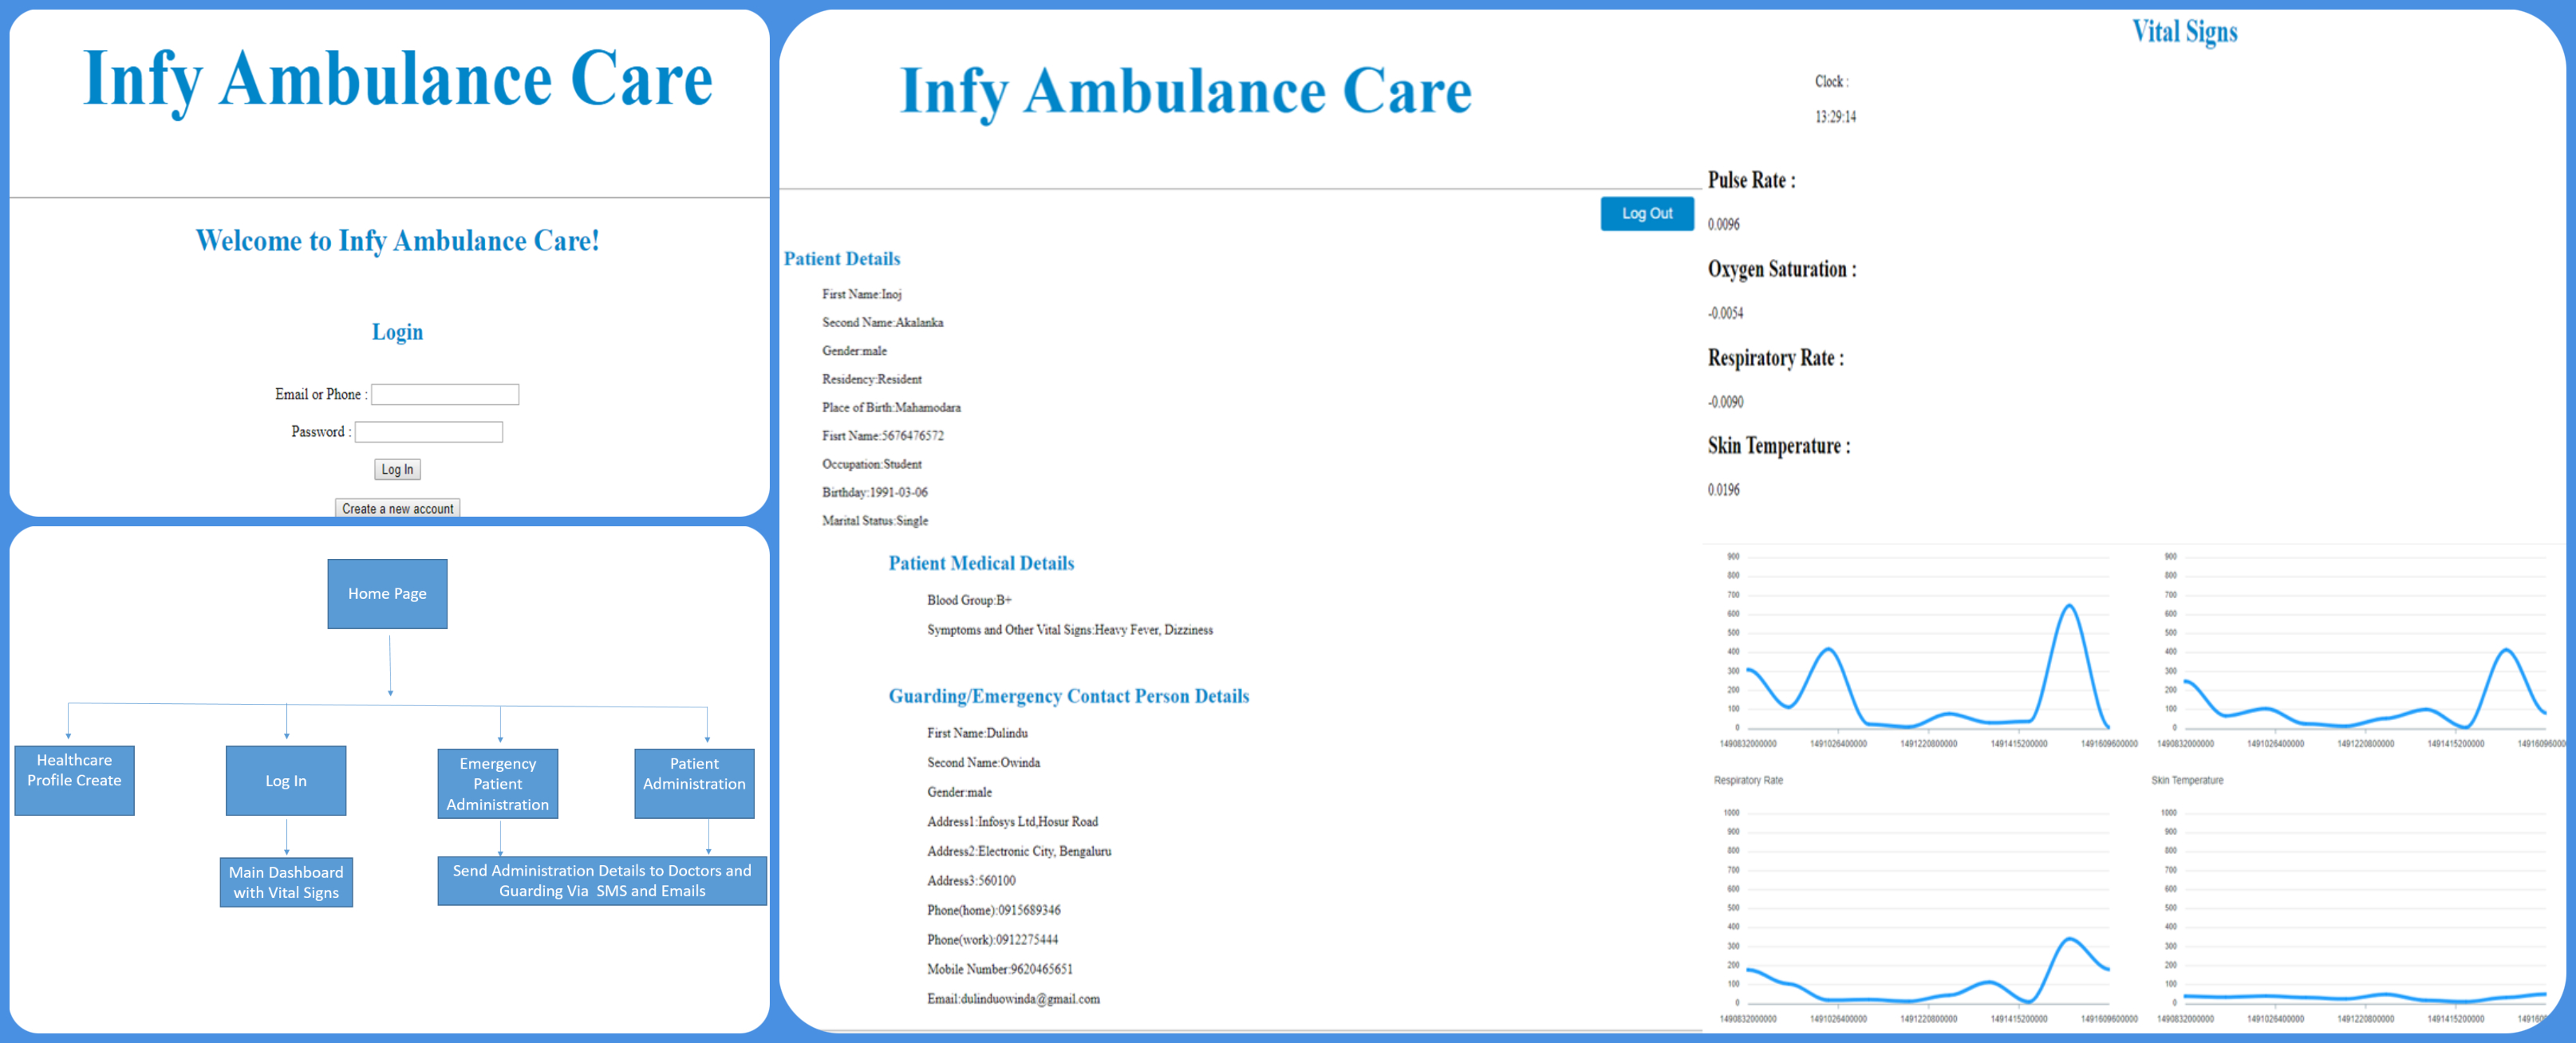 Infy Ambulance Care
Welcome to Infy Ambulance Care!
Login
Email or Phone :
Password :
Log In
Create a new account
Home Page
Healthcare
Profile Create
Log In
Emergency
Patient
Administration
Patient
Administration
Main Dashboard
with Vital Signs
Send Administration Details to Doctors and
Guarding Via SMS and Emails
Infy Ambulance Care
Log Out
Patient Details
First Name:Inoj
Second Name:Akalanka
Gender:male
Residency:Resident
Place of Birth:Mahamodara
Fisrt Name:5676476572
Occupation:Student
Birthday:1991-03-06
Marital Status:Single
Patient Medical Details
Blood Group:B+
Symptoms and Other Vital Signs:Heavy Fever, Dizziness
Guarding/Emergency Contact Person Details
First Name:Dulindu
Second Name:Owinda
Gender:male
Address1:Infosys Ltd,Hosur Road
Address2:Electronic City, Bengaluru
Address3:560100
Phone(home):0915689346
Phone(work):0912275444
Mobile Number:9620465651
Email:dulinduowinda@gmail.com
Vital Signs
Clock :
13:29:14
Pulse Rate :
0.0096
Oxygen Saturation :
-0.0054
Respiratory Rate :
-0.0090
Skin Temperature :
0.0196
900
800
700
600
500
400
300
200
100
0
1490832000000 1491026400000 1491220800000 1491415200000 1491609600000
900
800
700
600
500
400
300
200
100
0
1490832000000 1491026400000 1491220800000 1491415200000 14916096000
Respiratory Rate
1000
900
800
700
600
500
400
300
200
100
0
1490832000000 1491026400000 1491220800000 1491415200000 1491609600000
Skin Temperature
1000
900
800
700
600
500
400
300
200
100
0
1490832000000 1491026400000 1491220800000 1491415200000 149160